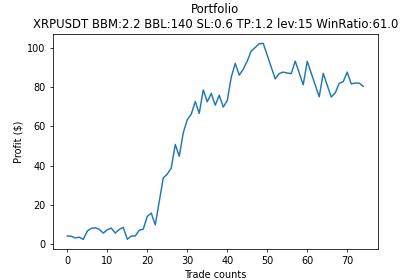 Portfolio
XRPUSDT BBM:2.2 BBL:140 SL:0.6 TP:1.2 lev:15 WinRatio:61.0
Profit ($)
100
80
60
40
20
0
0 10 20 30 40 50 60 70
Trade counts